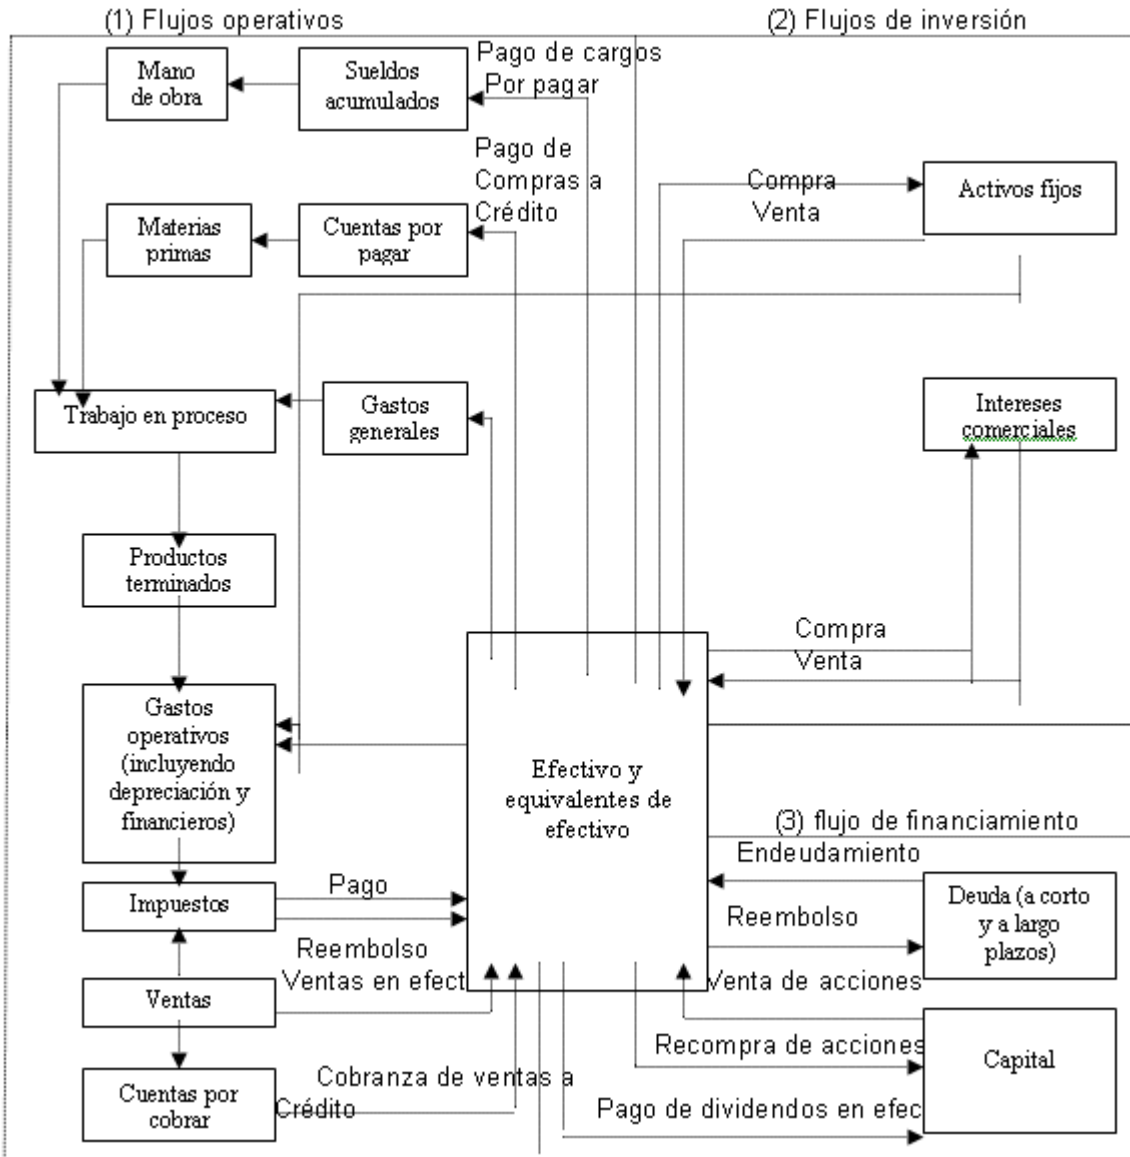 (1) Flujos operativos
(2) Flujos de inversión
Mano
de obra
Sueldos
acumulados
Pago de cargos
Por pagar
Pago de
Compras a
Crédito
Compra
Venta
Activos fijos
Materias
primas
Cuentas por
pagar
Trabajo en proceso
Gastos
generales
Intereses
comerciales
Productos
terminados
Compra
Venta
Gastos
operativos
(incluyendo
depreciación y
financieros)
Efectivo y
equivalentes de
efectivo
(3) flujo de financiamiento
Endeudamiento
Impuestos
Pago
Deuda (a corto
y a largo
plazos)
Reembolso
Reembolso
Ventas en efect
Venta de acciones
Ventas
Recompra de acciones
Capital
Cuentas por
cobrar
Cobranza de ventas a
Crédito
Pago de dividendos en efec